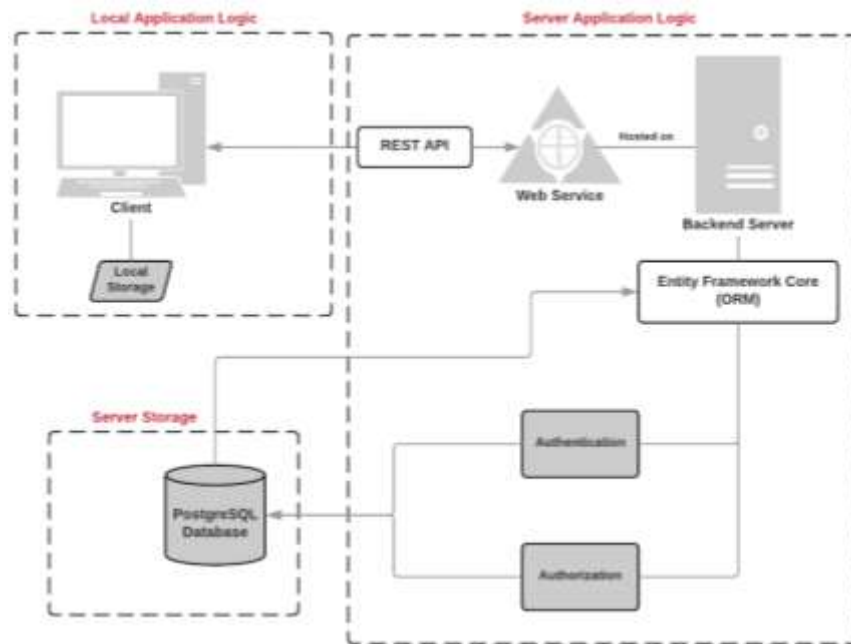 Local Application Logic
Server Application Logic
REST API
Hosted on
Web Service
Client
Backend Server
Local
Storage
Entity Framework Core
(ORM)
Server Storage
Authentication
PostgreSQL
Database
Authorization